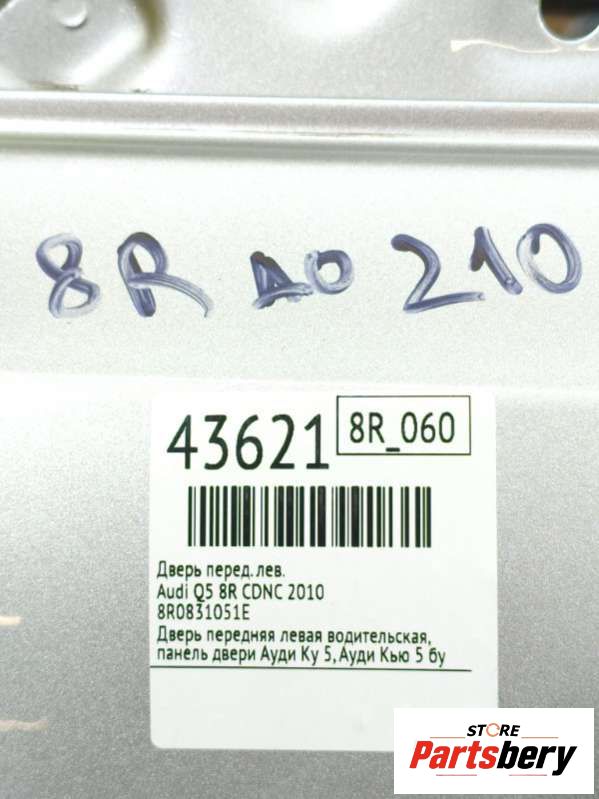 8R A0 210
43621 8R_060
Дверь перед.лев.
Audi Q5 8R CDNC 2010
8R0831051E
Дверь передняя левая водительская,
панель двери Ауди Ку 5, Ауди Кью 5 бу
STORE
Partsbery